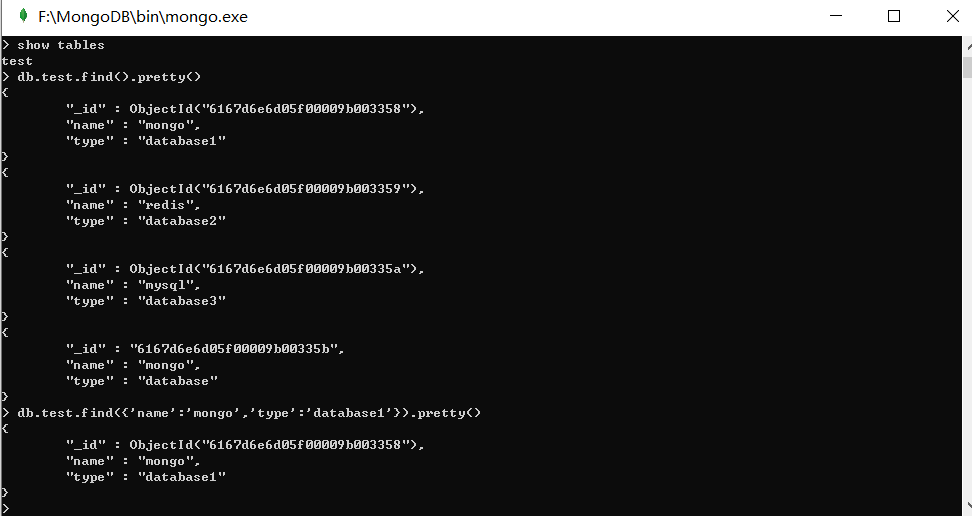 F:\MongoDB\bin\mongo.exe
> show tables
test
> db.test.find().pretty()
{
        "_id" : ObjectId("6167d6e6d05f00009b003358"),
        "name" : "mongo",
        "type" : "database1"
}
{
        "_id" : ObjectId("6167d6e6d05f00009b003359"),
        "name" : "redis",
        "type" : "database2"
}
{
        "_id" : ObjectId("6167d6e6d05f00009b00335a"),
        "name" : "mysql",
        "type" : "database3"
}
{
        "_id" : "6167d6e6d05f00009b00335b",
        "name" : "mongo",
        "type" : "database"
}
> db.test.find({'name':'mongo','type':'database1'}).pretty()
{
        "_id" : ObjectId("6167d6e6d05f00009b003358"),
        "name" : "mongo",
        "type" : "database1"
}
>